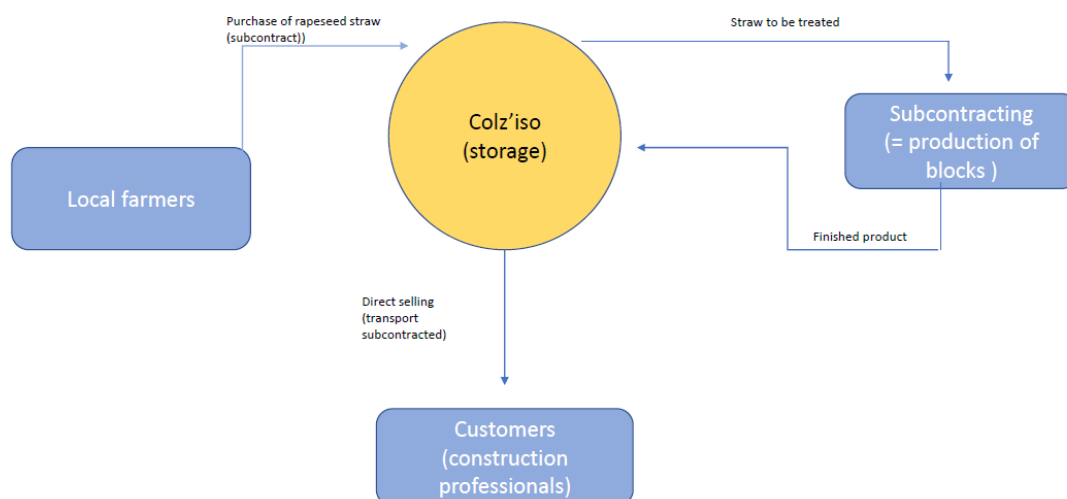 Purchase of rapeseed straw
(subcontract))
Straw to be treated
Colz'iso
(storage)
Subcontracting
(= production of
blocks )
Local farmers
Finished product
Direct selling
(transport
subcontracted)
Customers
(construction
professionals)